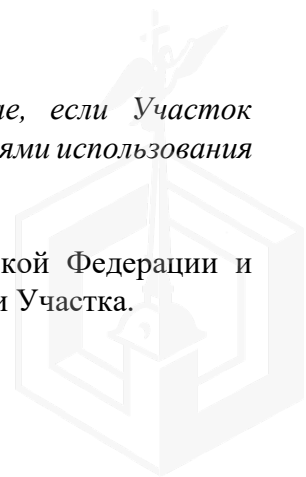 ае, если Участок
ями использования
кой Федерации и
и Участка.